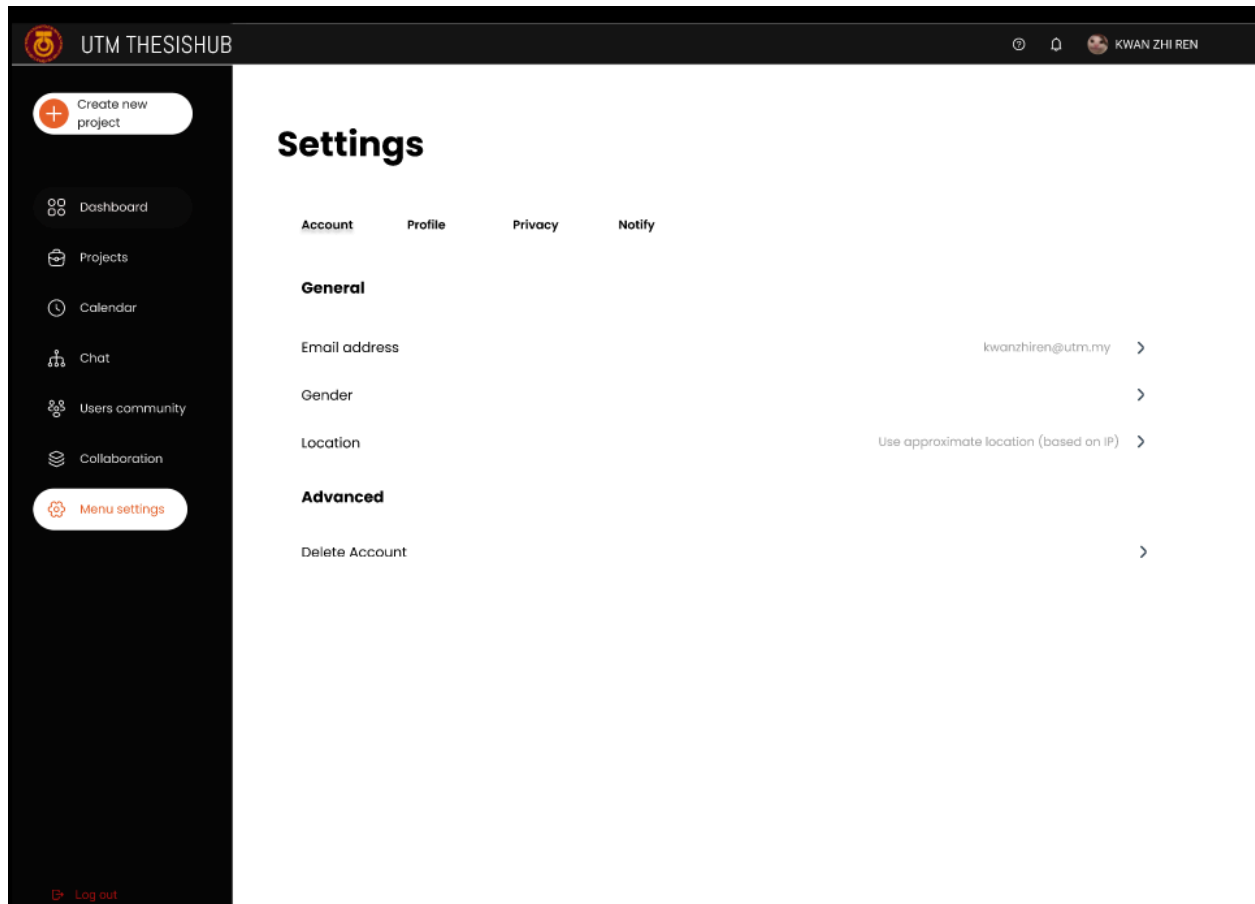 UTM THESISHUB
KWAN ZHI REN
Create new
project
Dashboard
Projects
Calendar
Chat
Users community
Collaboration
Menu settings
Log out
Settings
Account Profile Privacy Notify
General
Email address kwanzhiren@utm.my
Gender
Location Use approximate location (based on IP)
Advanced
Delete Account